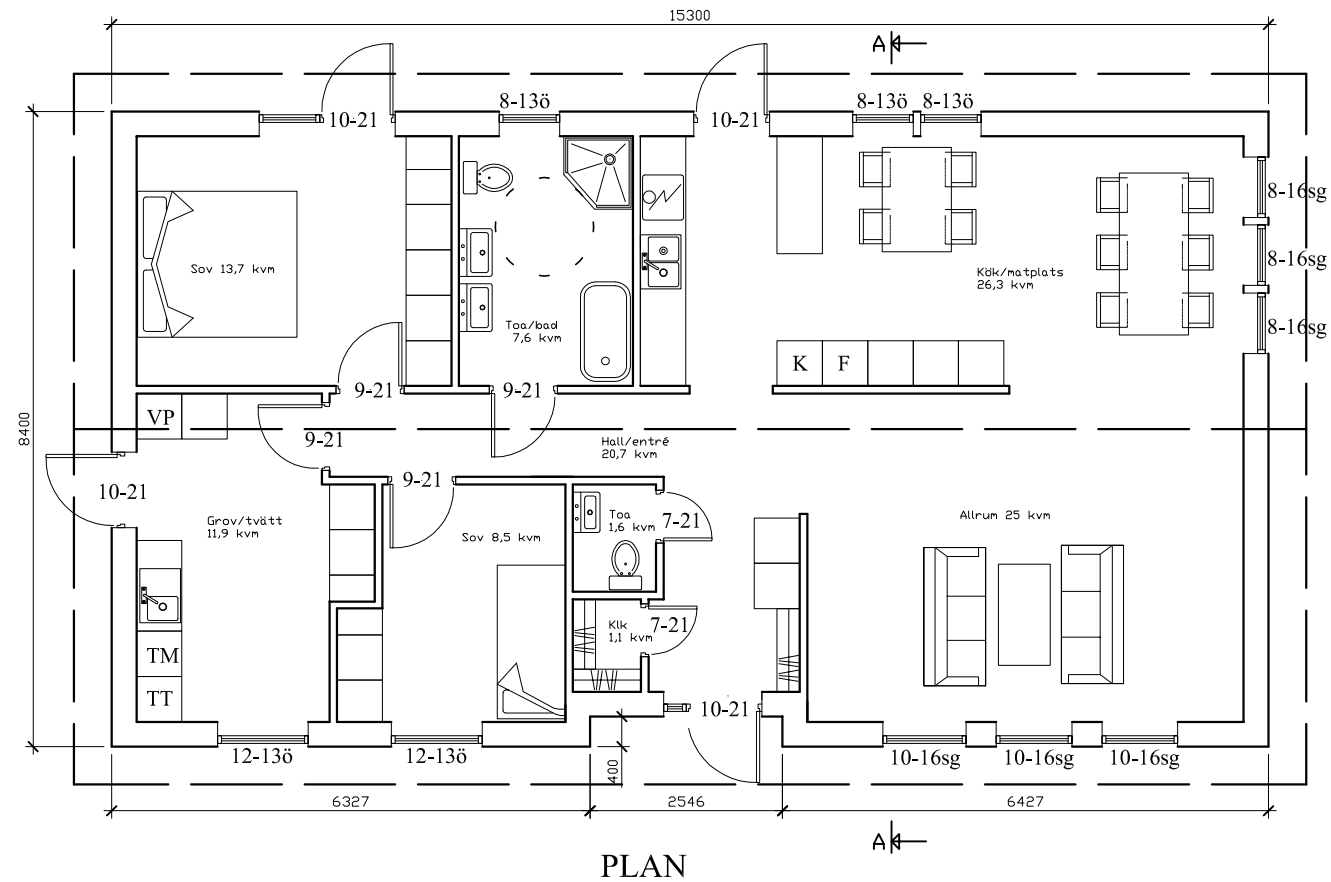 15300
A
8-13ö
8-13ö 8-13ö
10-21
10-21
8-16sg
8-16sg
8-16sg
Sov 13,7 kvm
Kök/matplats
26,3 kvm
Toa/bad
7,6 kvm
K F
9-21
9-21
VP
8400
9-21
Hall/entré
20,7 kvm
9-21
10-21
Grov/tvätt
11,9 kvm
Sov 8,5 kvm
Toa
1,6 kvm
7-21
Allrum 25 kvm
Klk
1,1 kvm
7-21
TM
TT
10-21
12-13ö
12-13ö
400
10-16sg
10-16sg
10-16sg
6327
2546
6427
A
PLAN